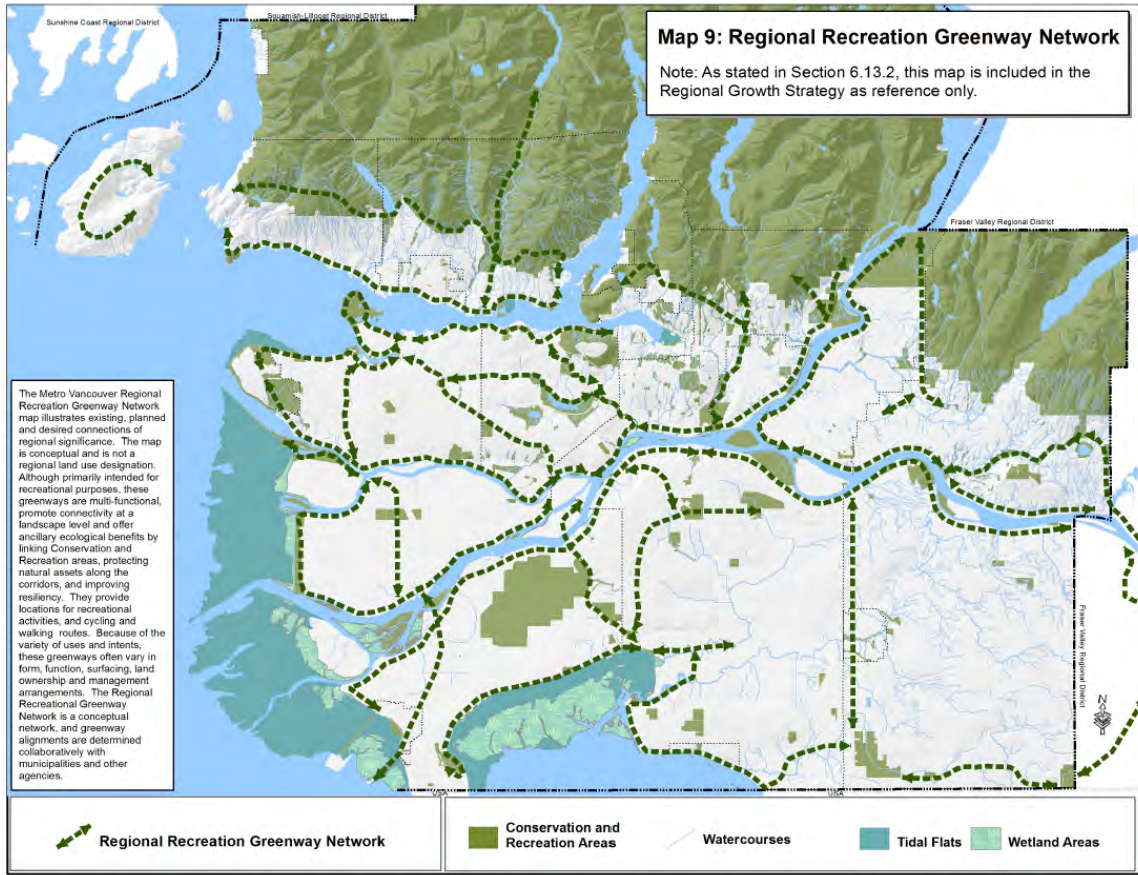 Sunshine Coast Regional District
Squamish-Lillooet Regional District
Map 9: Regional Recreation Greenway Network
Note: As stated in Section 6.13.2, this map is included in the
Regional Growth Strategy as reference only.
Fraser Valley Regional District
The Metro Vancouver Regional
Recreation Greenway Network
map illustrates existing, planned
and desired connections of
regional significance. The map
is conceptual and is not a
regional land use designation.
Although primarily intended for
recreational purposes, these
greenways are multi-functional,
promote connectivity at a
landscape level and offer
ancillary ecological benefits by
linking Conservation and
Recreation areas, protecting
natural assets along the
corridors, and improving
resiliency. They provide
locations for recreational
activities, and cycling and
walking routes. Because of the
variety of uses and intents,
these greenways often vary in
form, function, surfacing, land
ownership and management
arrangements. The Regional
Recreational Greenway
Network is a conceptual
network, and greenway
alignments are determined
collaboratively with
municipalities and other
agencies.
Fraser Valley Regional District
N
USA
USA
Regional Recreation Greenway Network
Conservation and
Recreation Areas
Watercourses
Tidal Flats
Wetland Areas